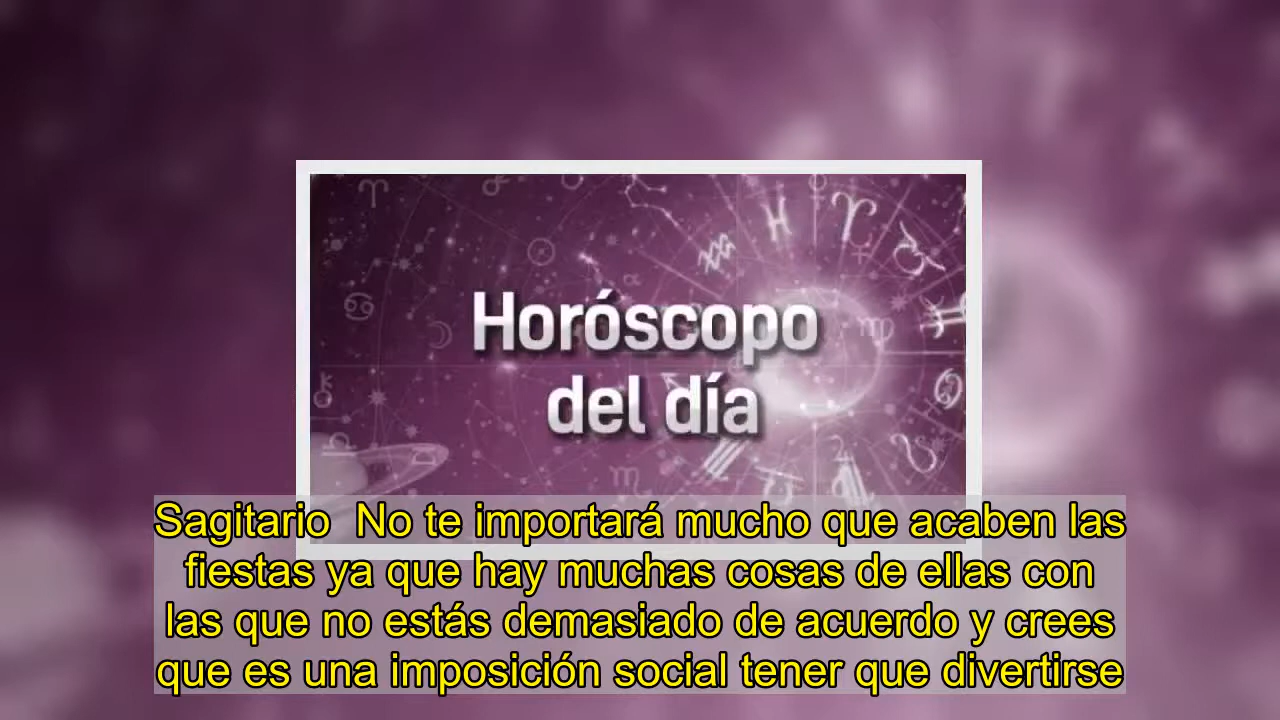 Horóscopo
del día
Sagitario  No te importará mucho que acaben las
fiestas ya que hay muchas cosas de ellas con
las que no estás demasiado de acuerdo y crees
que es una imposición social tener que divertirse